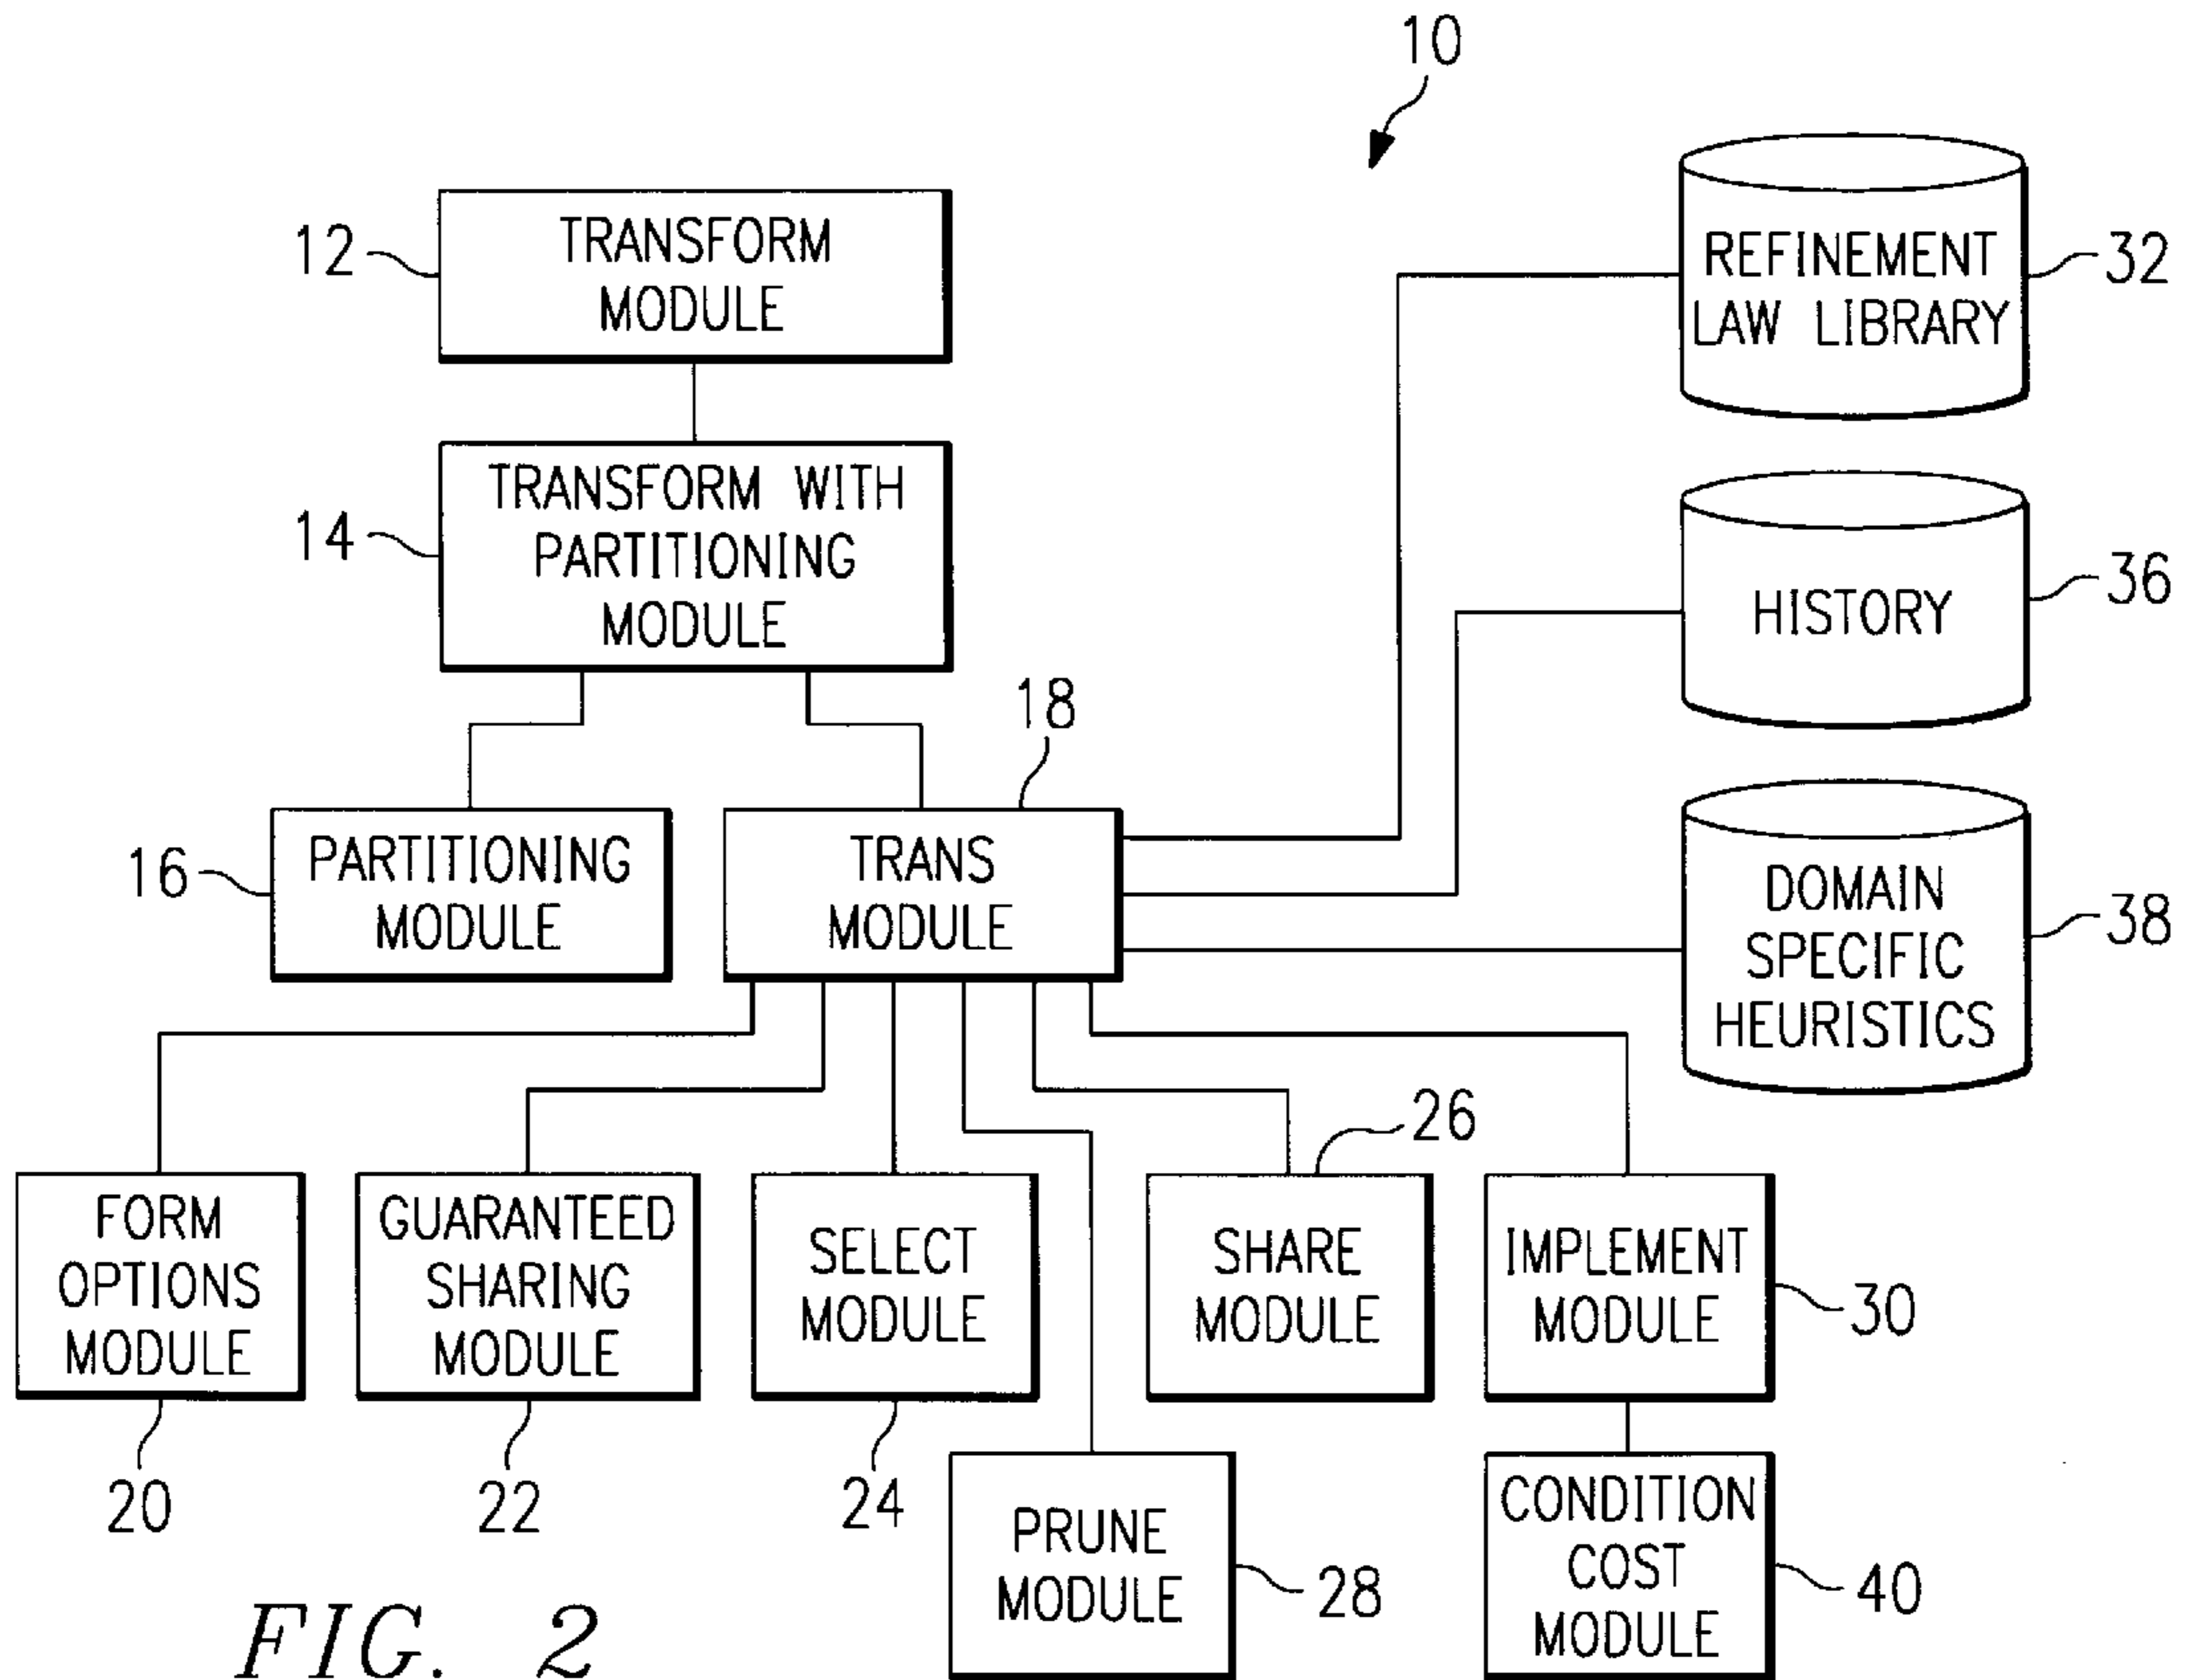 10
12
TRANSFORM
MODULE
REFINEMENT
LAW LIBRARY
32
14
TRANSFORM WITH
PARTITIONING
MODULE
HISTORY
36
18
16
PARTITIONING
MODULE
TRANS
MODULE
DOMAIN
SPECIFIC
HEURISTICS
38
26
FORM
OPTIONS
MODULE
20
GUARANTEED
SHARING
MODULE
22
SELECT
MODULE
24
SHARE
MODULE
IMPLEMENT
MODULE
30
PRUNE
MODULE
28
CONDITION
COST
MODULE
40
FIG. 2